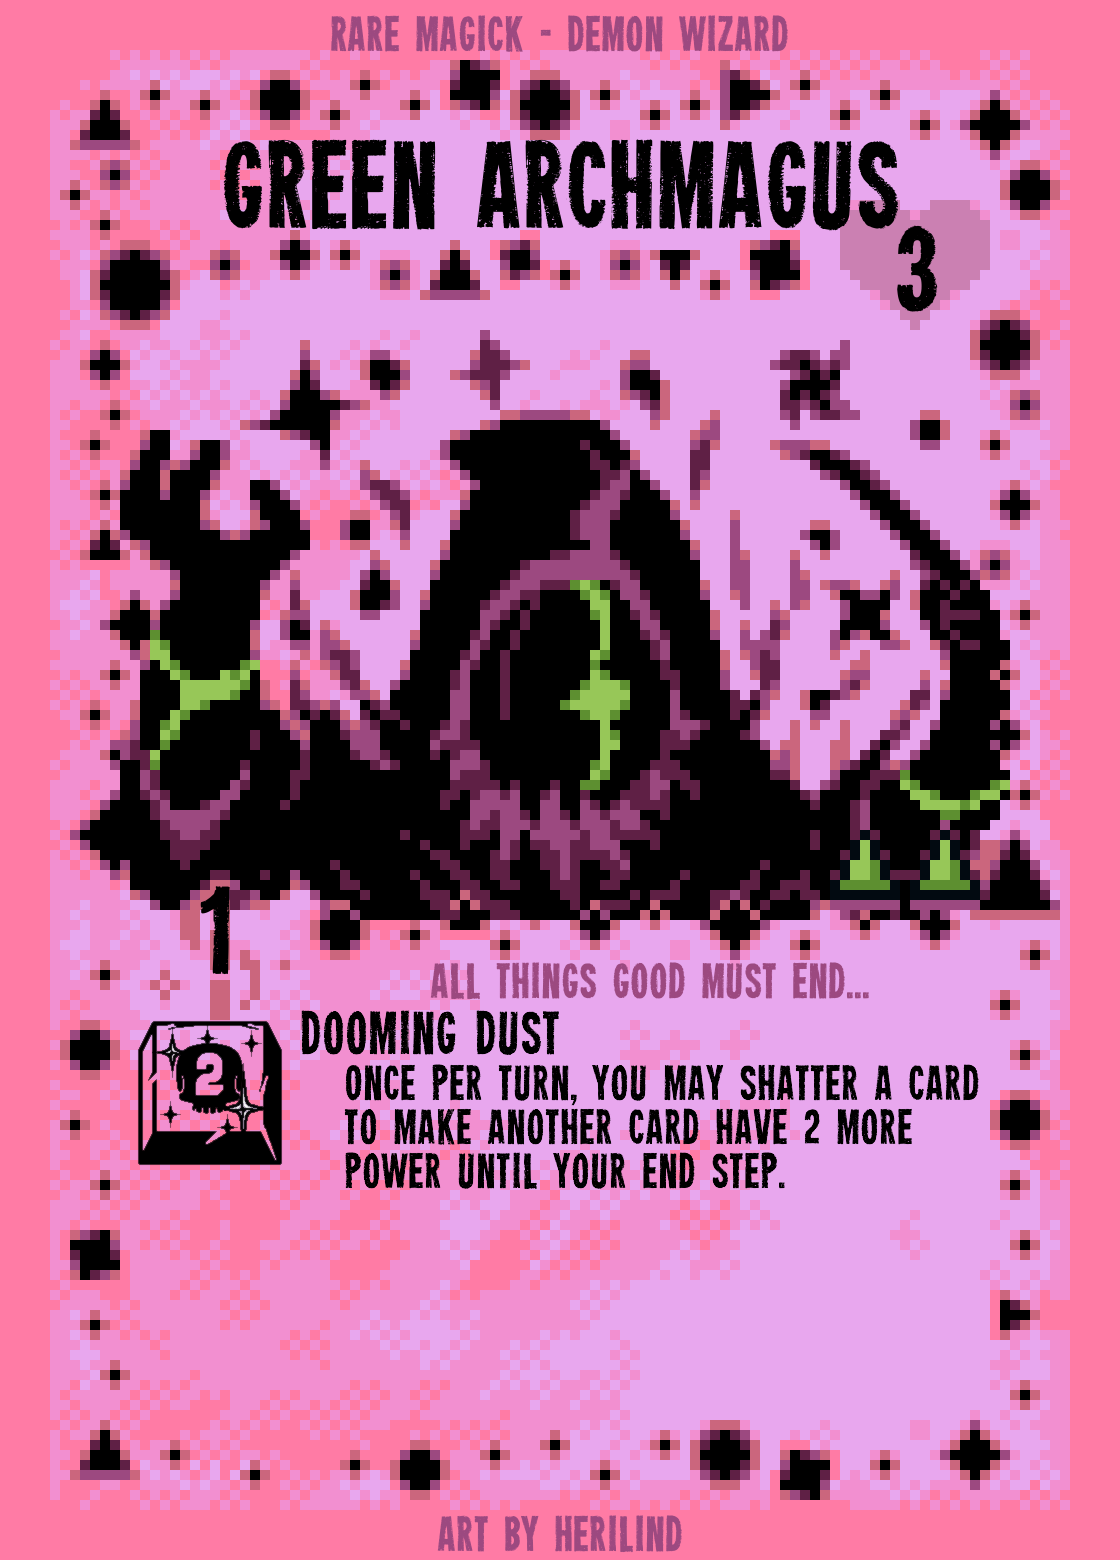 RARE MAGICK - DEMON WIZARD
GREEN ARCHMAGUS
3
1
ALL THINGS GOOD MUST END...
2
DOOMING DUST
ONCE PER TURN, YOU MAY SHATTER A CARD
TO MAKE ANOTHER CARD HAVE 2 MORE
POWER UNTIL YOUR END STEP.
ART BY HERILIND